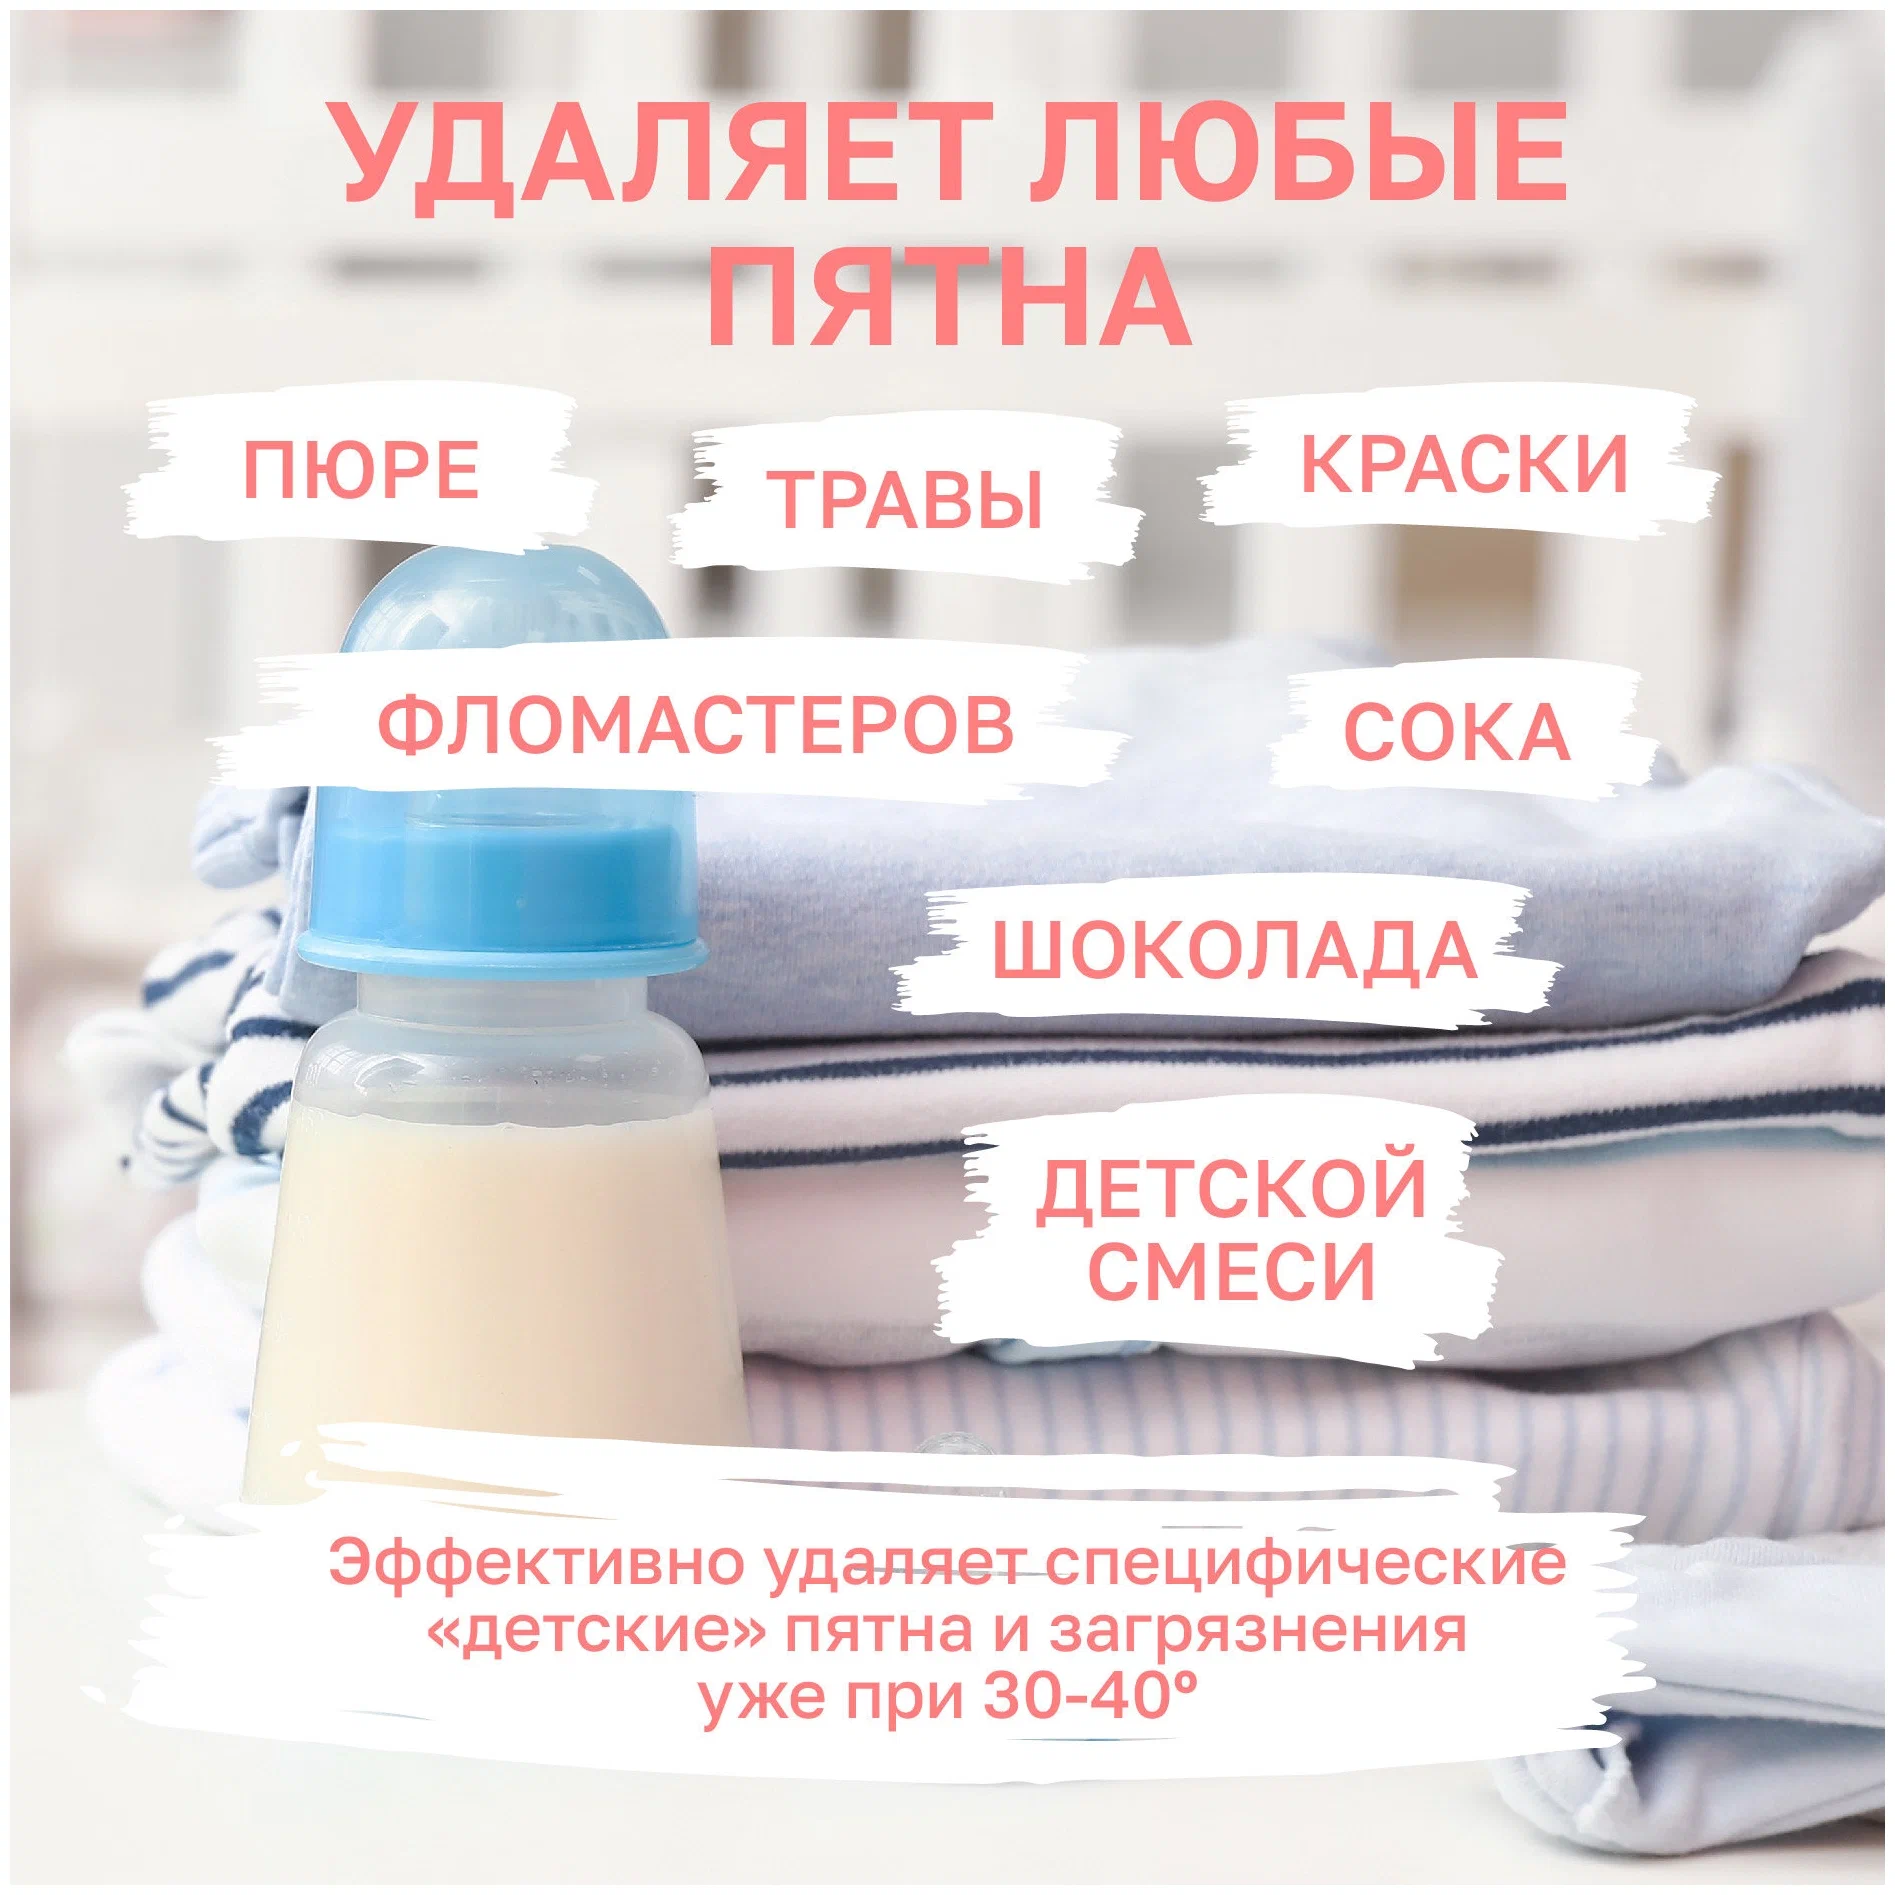 УДАЛЯЕТ ЛЮБЫЕ
ПЯТНА
ПЮРЕ
ТРАВЫ
КРАСКИ
ФЛОМАСТЕРОВ
СОКА
ШОКОЛАДА
ДЕТСКОЙ
СМЕСИ
Эффективно удаляет специфические
«детские» пятна и загрязнения
уже при 30-40°